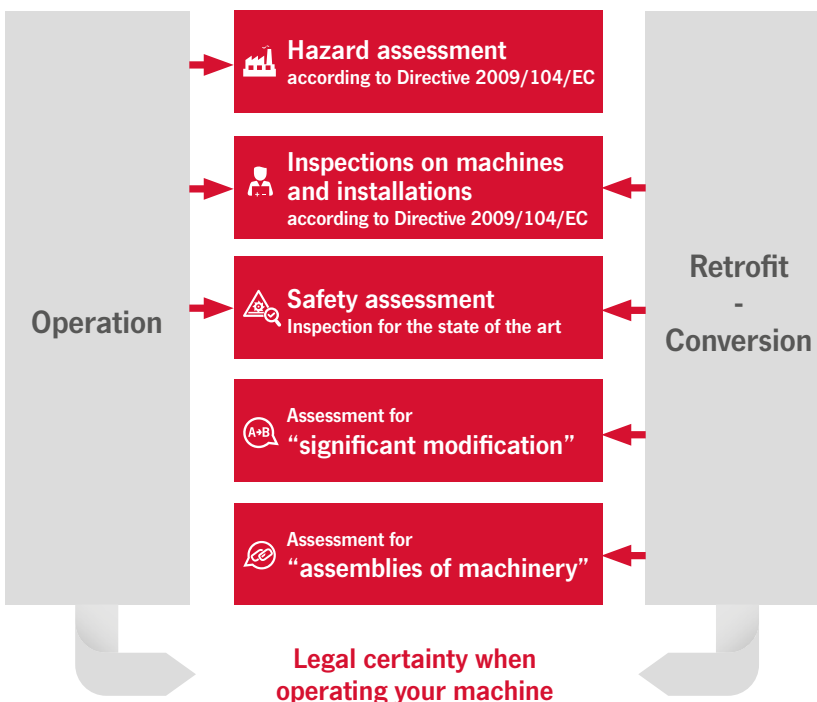 Operation
Hazard assessment
according to Directive 2009/104/EC
Inspections on machines
and installations
according to Directive 2009/104/EC
Safety assessment
Inspection for the state of the art
A→B
Assessment for
“significant modification”
Assessment for
“assemblies of machinery”
Retrofit
-
Conversion
Legal certainty when
operating your machine